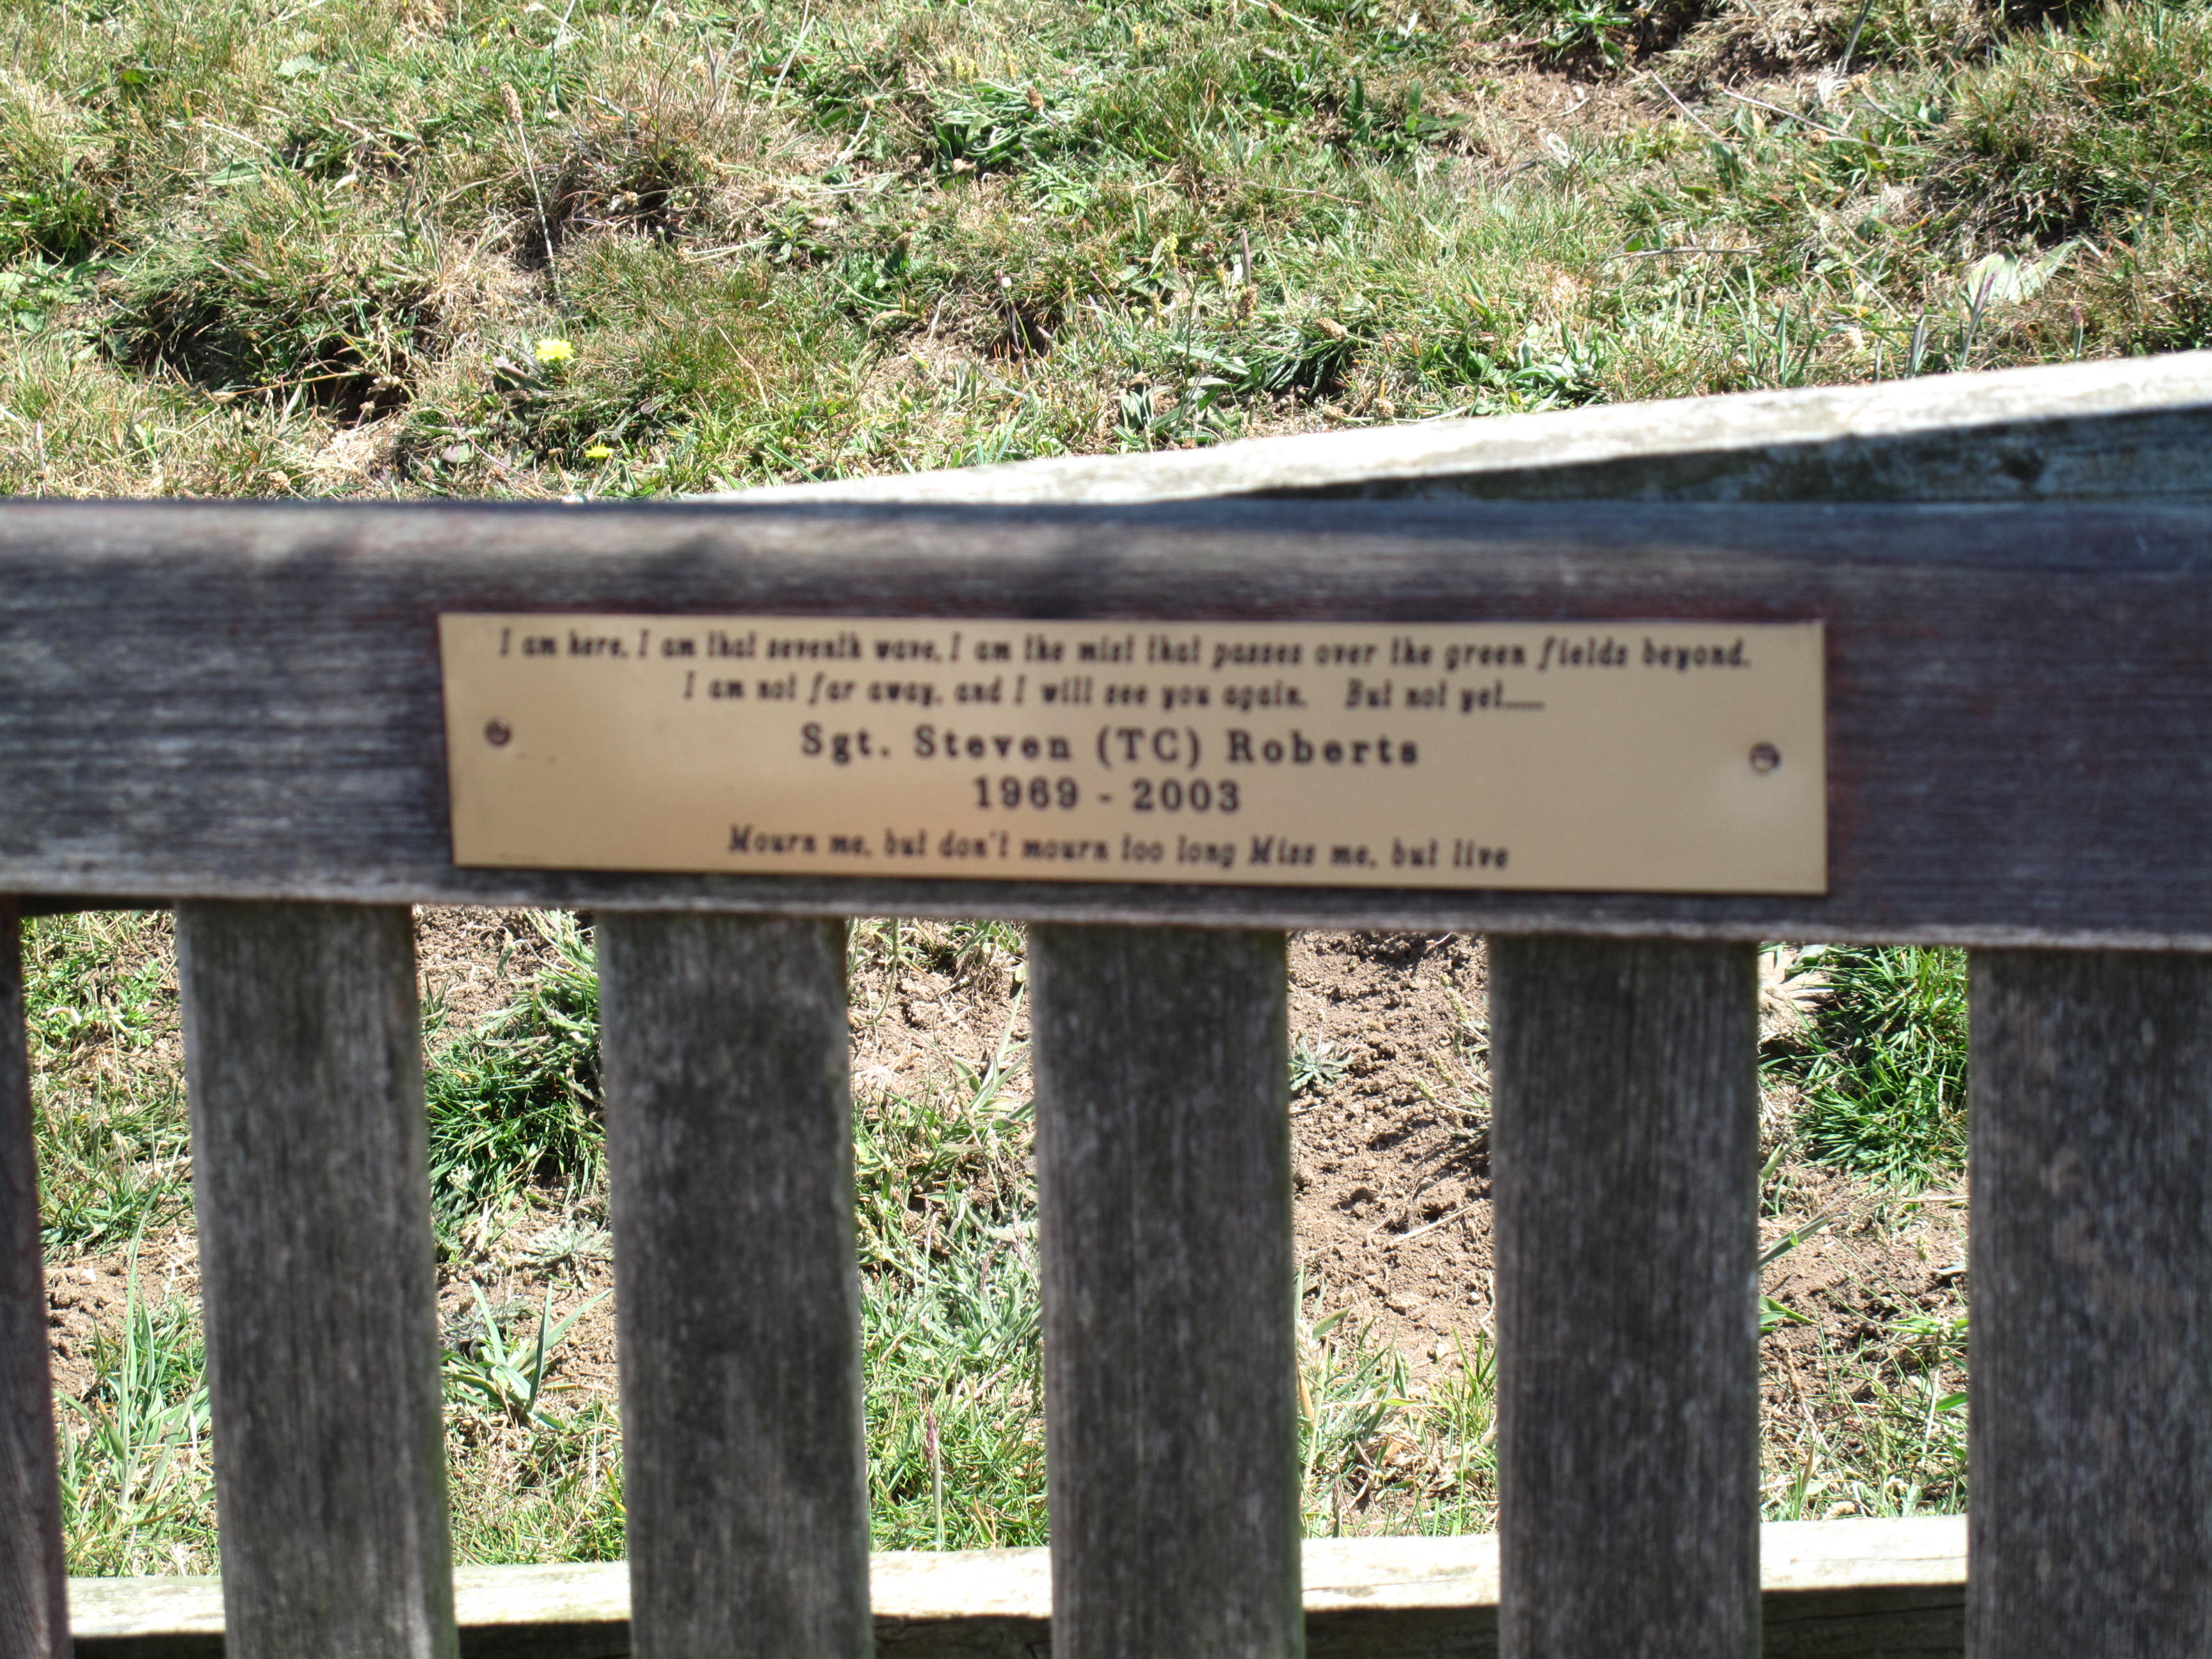 I am here, I am that seventh wave, I am the mist that passes over the green fields beyond.
I am not far away, and I will see you again. But not yet......
Sgt. Steven (TC) Roberts
1969 - 2003
Mourn me, but don't mourn too long Miss me, but live